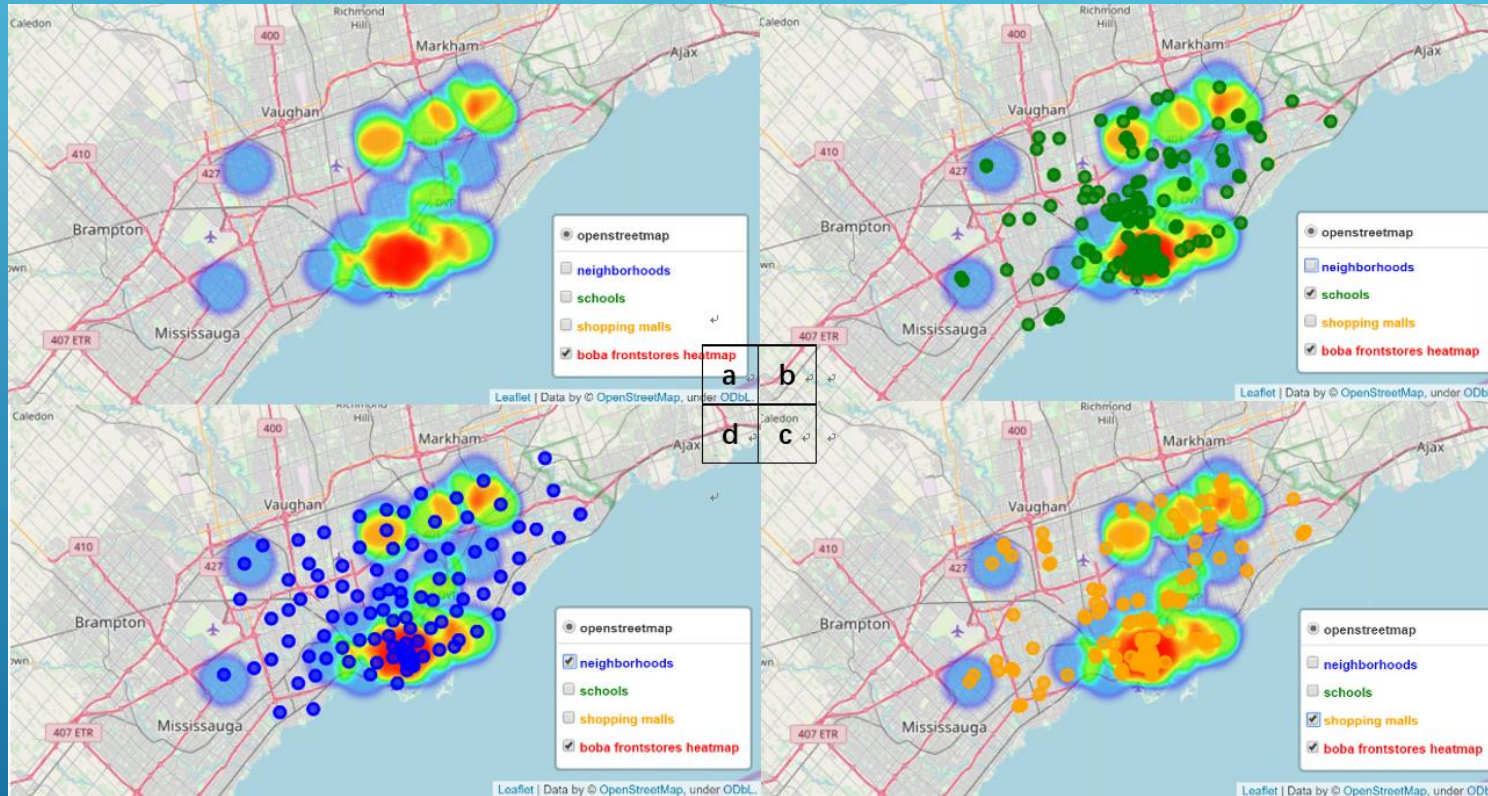 Caledon
Richmond
Hill
400
Markham
Ajax
Vaughan
410
427
401
DVP
Brampton
Mississauga
407 ETR
openstreetmap
neighborhoods
schools
shopping malls
boba frontstores heatmap
Leaflet | Data by © OpenStreetMap, under ODbL.
Caledon
Richmond
Hill
400
Markham
Ajax
Vaughan
410
427
Brampton
Mississauga
407 ETR
openstreetmap
neighborhoods
schools
shopping malls
boba frontstores heatmap
Leaflet | Data by © OpenStreetMap, under ODb
a b
d c
Caledon
Richmond
Hill
400
Markham
Ajax
Vaughan
410
427
Brampton
Mississauga
407 ETR
openstreetmap
neighborhoods
schools
shopping malls
boba frontstores heatmap
Leaflet | Data by © OpenStreetMap, under ODbL.
Caledon
Richmond
Hill
400
Markham
Ajax
Vaughan
410
427
Brampton
Mississauga
407 ETR
openstreetmap
neighborhoods
schools
shopping malls
boba frontstores heatmap
Leaflet | Data by © OpenStreetMap, under ODb